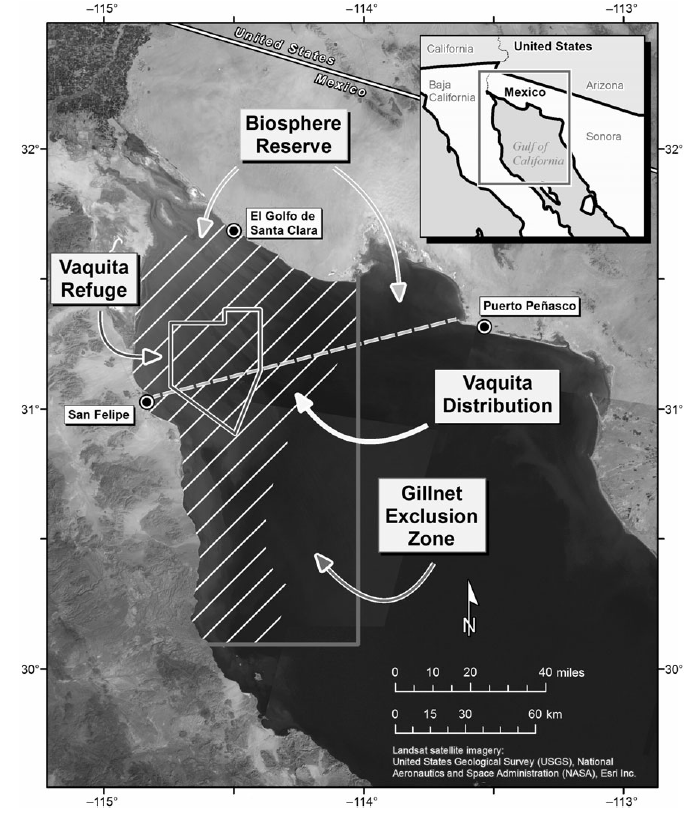 −115°
−114°
−113°
United States
Mexico
California
United States
Baja
California
Mexico
Arizona
Sonora
Gulf of
California
32°
32°
Biosphere
Reserve
El Golfo de
Santa Clara
Vaquita
Refuge
Puerto Peñasco
San Felipe
31°
31°
Vaquita
Distribution
Gillnet
Exclusion
Zone
N
30°
30°
0 10 20 40 miles
0 15 30 60 km
Landsat satellite imagery:
United States Geological Survey (USGS), National
Aeronautics and Space Administration (NASA), Esri Inc.
−115°
−114°
−113°